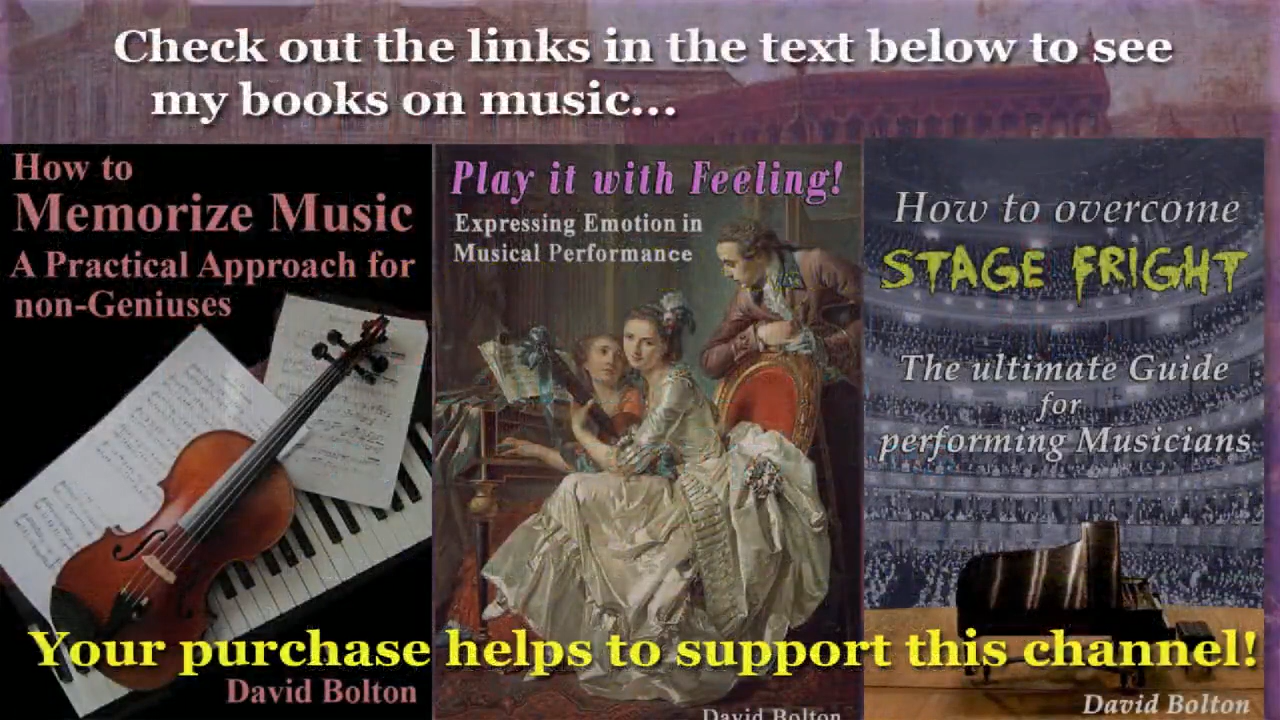 Check out the links in the text below to see
my books on music...
How to
Memorize Music
A Practical Approach for
non-Geniuses
Play it with Feeling!
Expressing Emotion in
Musical Performance
How to overcome
STAGE FRIGHT
The ultimate Guide
for
performing Musicians
Your purchase helps to support this channel!
David Bolton
David Bolton
David Bolton